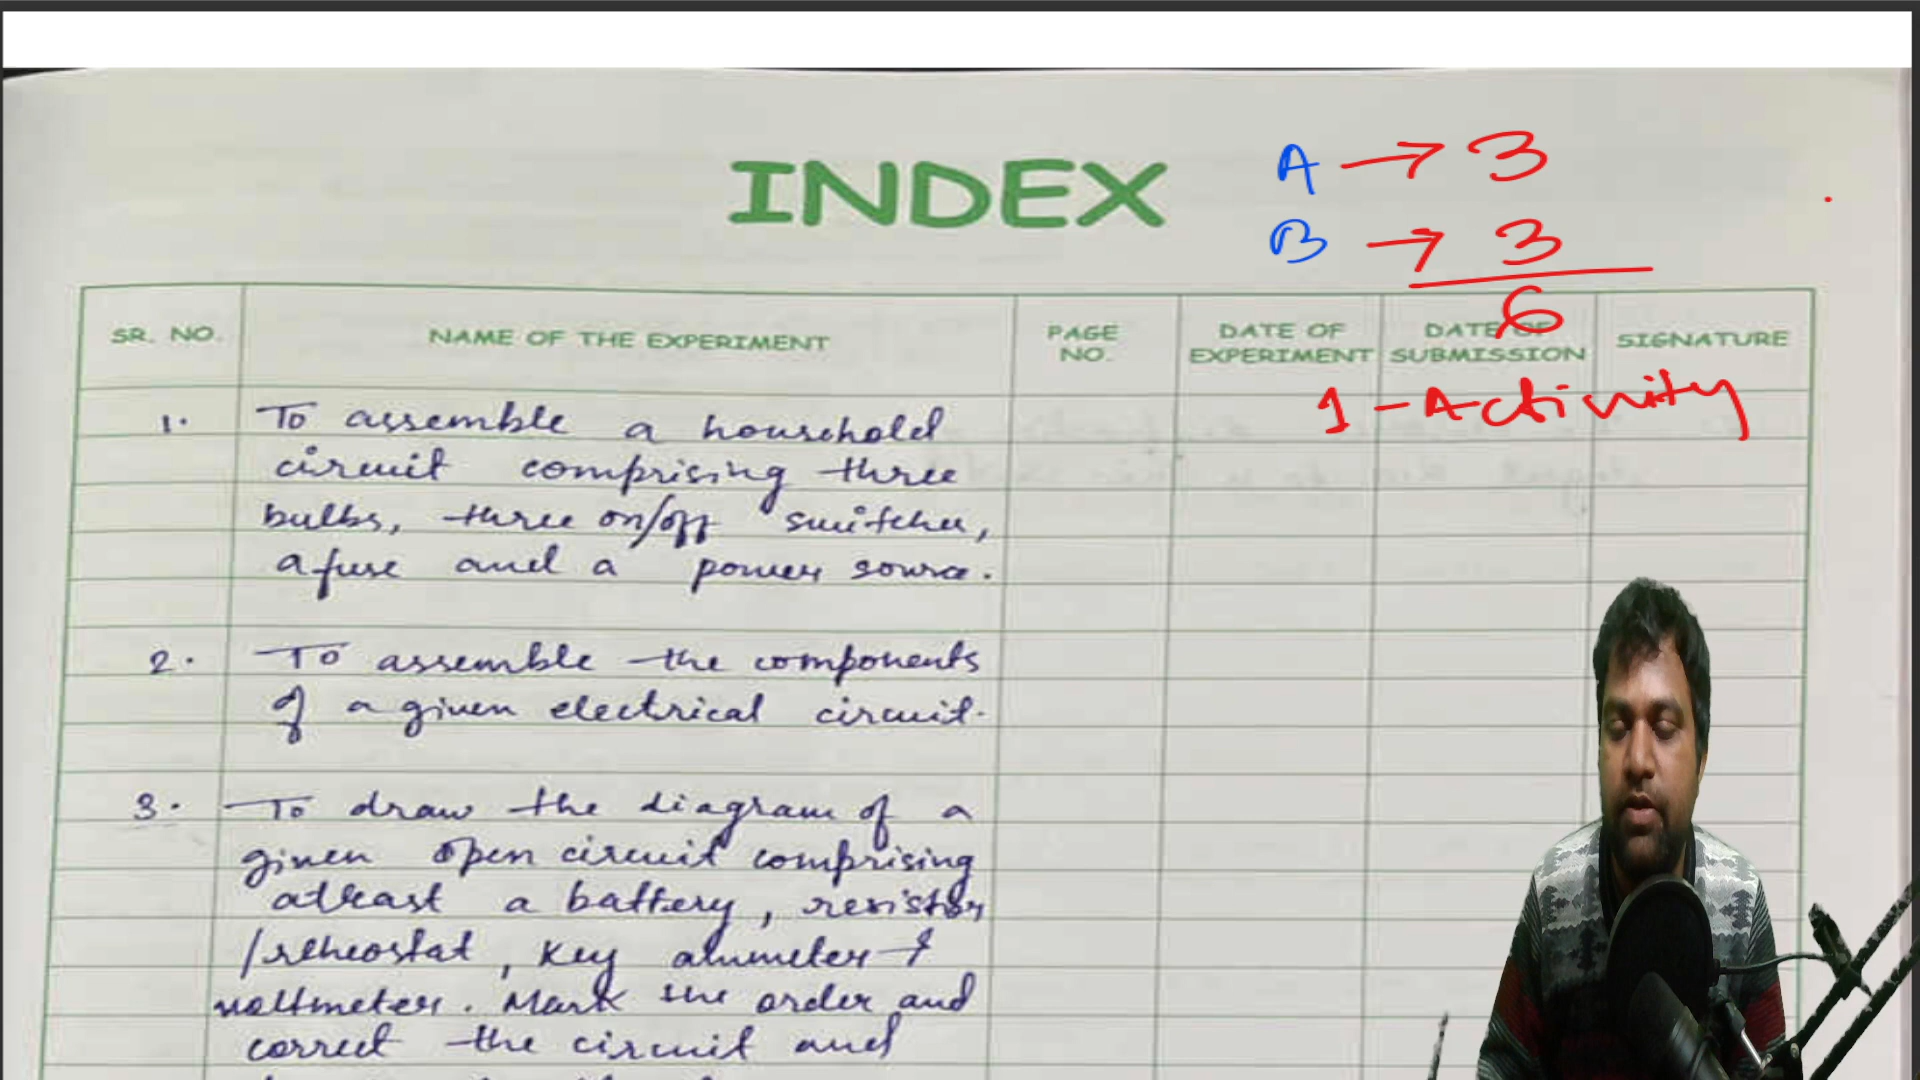 INDEX
A → 3
B → 3
6
SR. NO.
NAME OF THE EXPERIMENT
PAGE NO.
DATE OF EXPERIMENT
DATE OF SUBMISSION
SIGNATURE
1 - Activity
1. To assemble a household
circuit comprising three
bulbs, three on/off switches,
a fuse and a power source.
2. To assemble the components
of a given electrical circuit.
3. To draw the diagram of a
given open circuit comprising
atleast a battery, resistor
/rheostat, Key ammeter &
voltmeter. Mark the order and
correct the circuit and